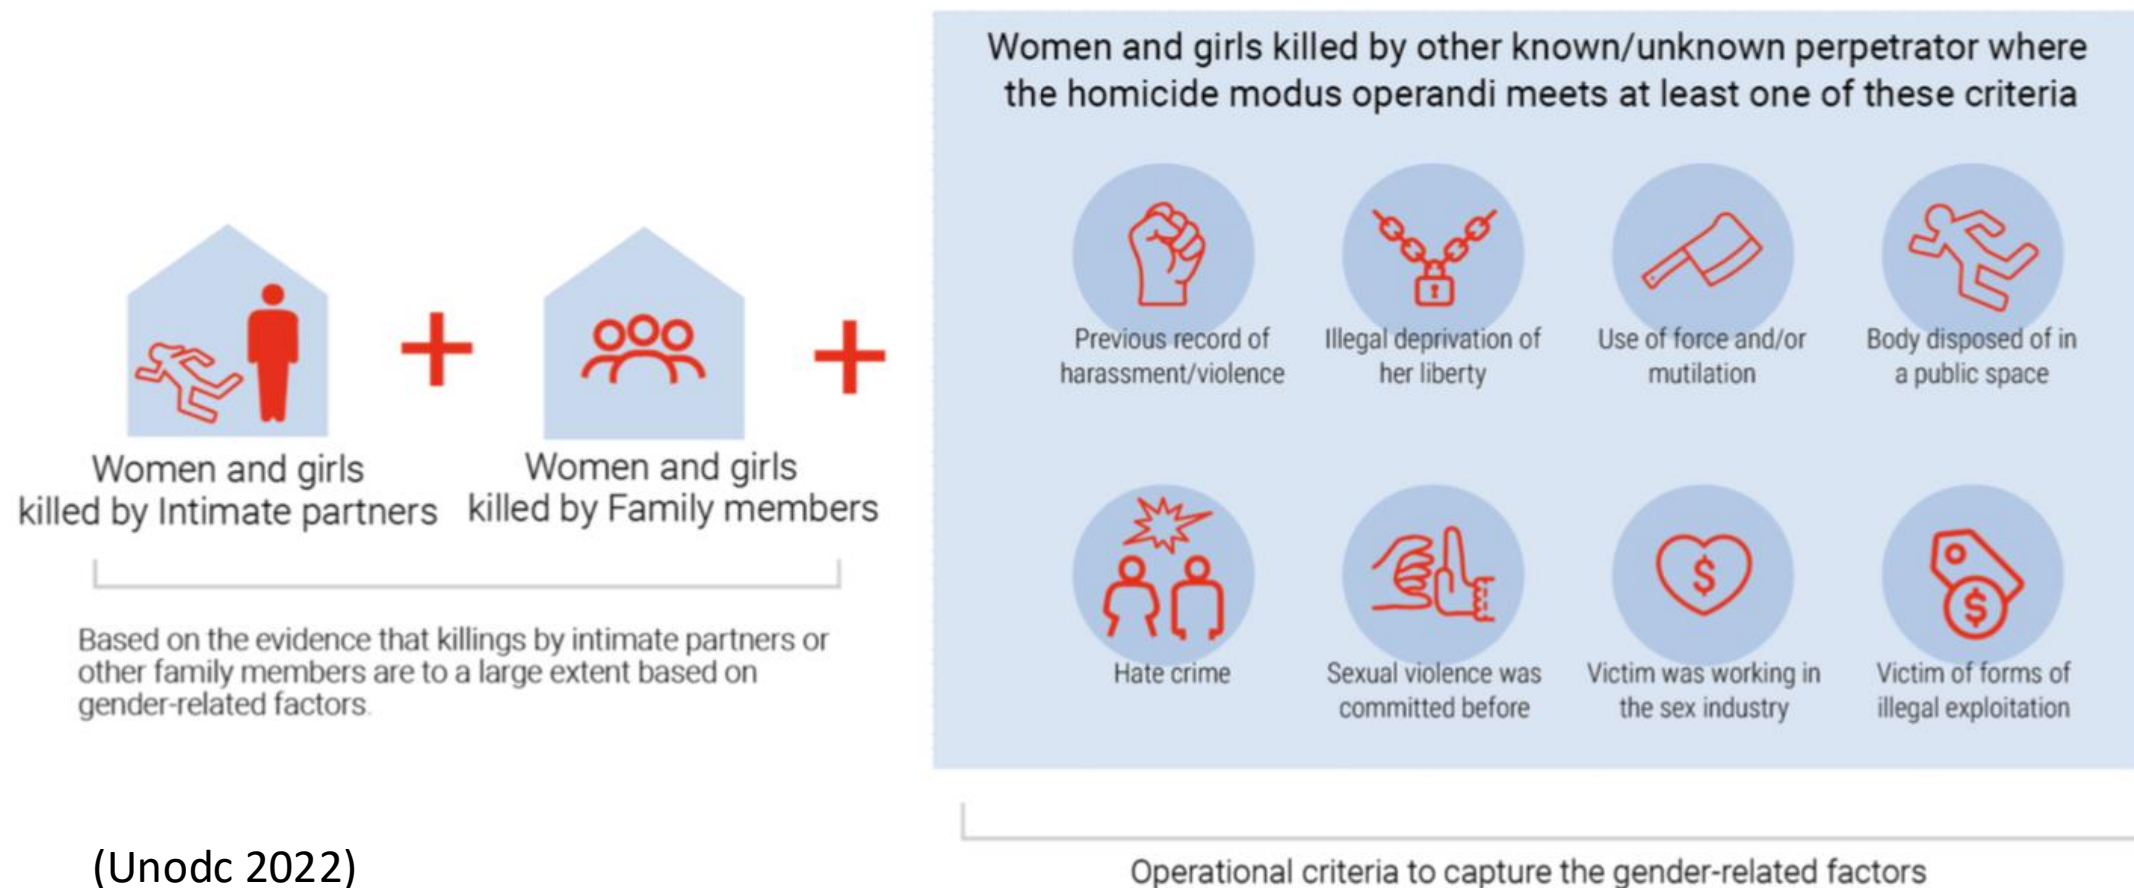 Women and girls killed by other known/unknown perpetrator where
the homicide modus operandi meets at least one of these criteria
Women and girls
killed by Intimate partners
Women and girls
killed by Family members
Based on the evidence that killings by intimate partners or
other family members are to a large extent based on
gender-related factors.
Previous record of
harassment/violence
Illegal deprivation of
her liberty
Use of force and/or
mutilation
Body disposed of in
a public space
Hate crime
Sexual violence was
committed before
$
Victim was working in
the sex industry
$
Victim of forms of
illegal exploitation
Operational criteria to capture the gender-related factors
(Unodc 2022)